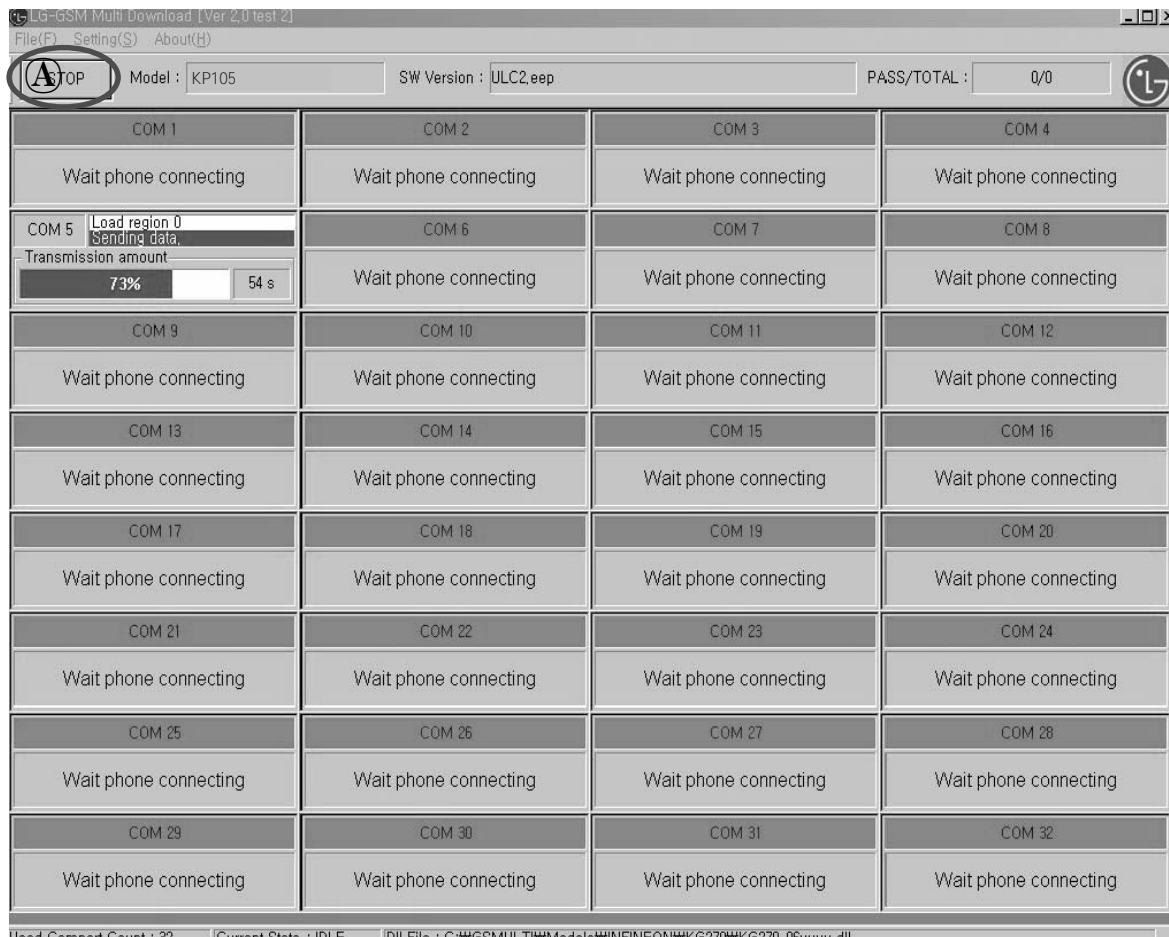 LG-GSM Multi Download [Ver 2,0 test 2]
File(F) Setting(S) About(H)
A STOP Model : KP105 SW Version : ULC2,eep PASS/TOTAL : 0/0
COM 1 COM 2 COM 3 COM 4
Wait phone connecting Wait phone connecting Wait phone connecting Wait phone connecting
COM 5 Load region 0 COM 6 COM 7 COM 8
Sending data,
Transmission amount
73% 54 s Wait phone connecting Wait phone connecting Wait phone connecting
COM 9 COM 10 COM 11 COM 12
Wait phone connecting Wait phone connecting Wait phone connecting Wait phone connecting
COM 13 COM 14 COM 15 COM 16
Wait phone connecting Wait phone connecting Wait phone connecting Wait phone connecting
COM 17 COM 18 COM 19 COM 20
Wait phone connecting Wait phone connecting Wait phone connecting Wait phone connecting
COM 21 COM 22 COM 23 COM 24
Wait phone connecting Wait phone connecting Wait phone connecting Wait phone connecting
COM 25 COM 26 COM 27 COM 28
Wait phone connecting Wait phone connecting Wait phone connecting Wait phone connecting
COM 29 COM 30 COM 31 COM 32
Wait phone connecting Wait phone connecting Wait phone connecting Wait phone connecting
Used Comport Count : 32 Current State : IDLE Dll File :